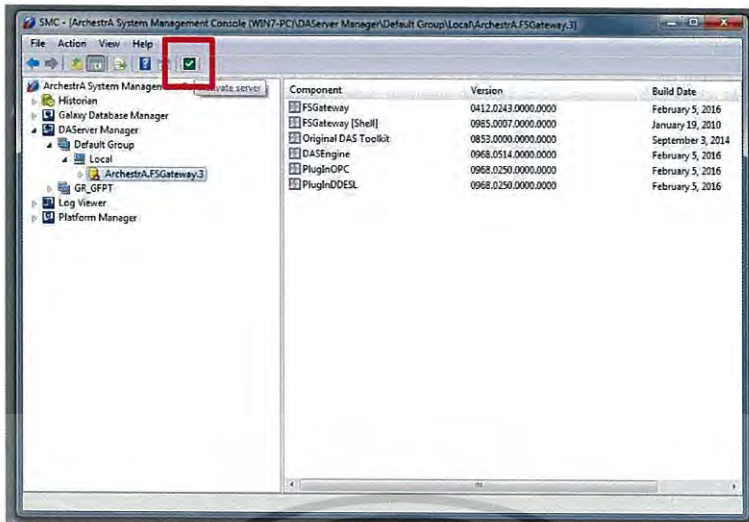 SMC - [ArchestrA System Management Console (WIN7-PC)\DAServer Manager\Default Group\Local\ArchestrA.FSGateway.3]
File Action View Help
ArchestrA System Management
Activate server
Historian
Galaxy Database Manager
DAServer Manager
Default Group
Local
ArchestrA.FSGateway.3
GR_GFPT
Log Viewer
Platform Manager
Component Version Build Date
FSGateway 0412.0243.0000.0000 February 5, 2016
FSGateway [Shell] 0985.0007.0000.0000 January 19, 2010
Original DAS Toolkit 0853.0000.0000.0000 September 3, 2014
DASEngine 0968.0514.0000.0000 February 5, 2016
PlugInOPC 0968.0250.0000.0000 February 5, 2016
PlugInDDESL 0968.0250.0000.0000 February 5, 2016